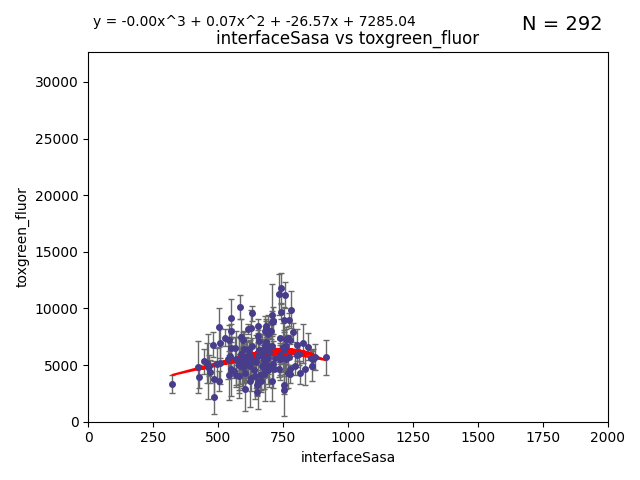 y = -0.00x^3 + 0.07x^2 + -26.57x + 7285.04
N = 292
interfaceSasa vs toxgreen_fluor
30000
25000
20000
15000
10000
5000
0
toxgreen_fluor
0 250 500 750 1000 1250 1500 1750 2000
interfaceSasa